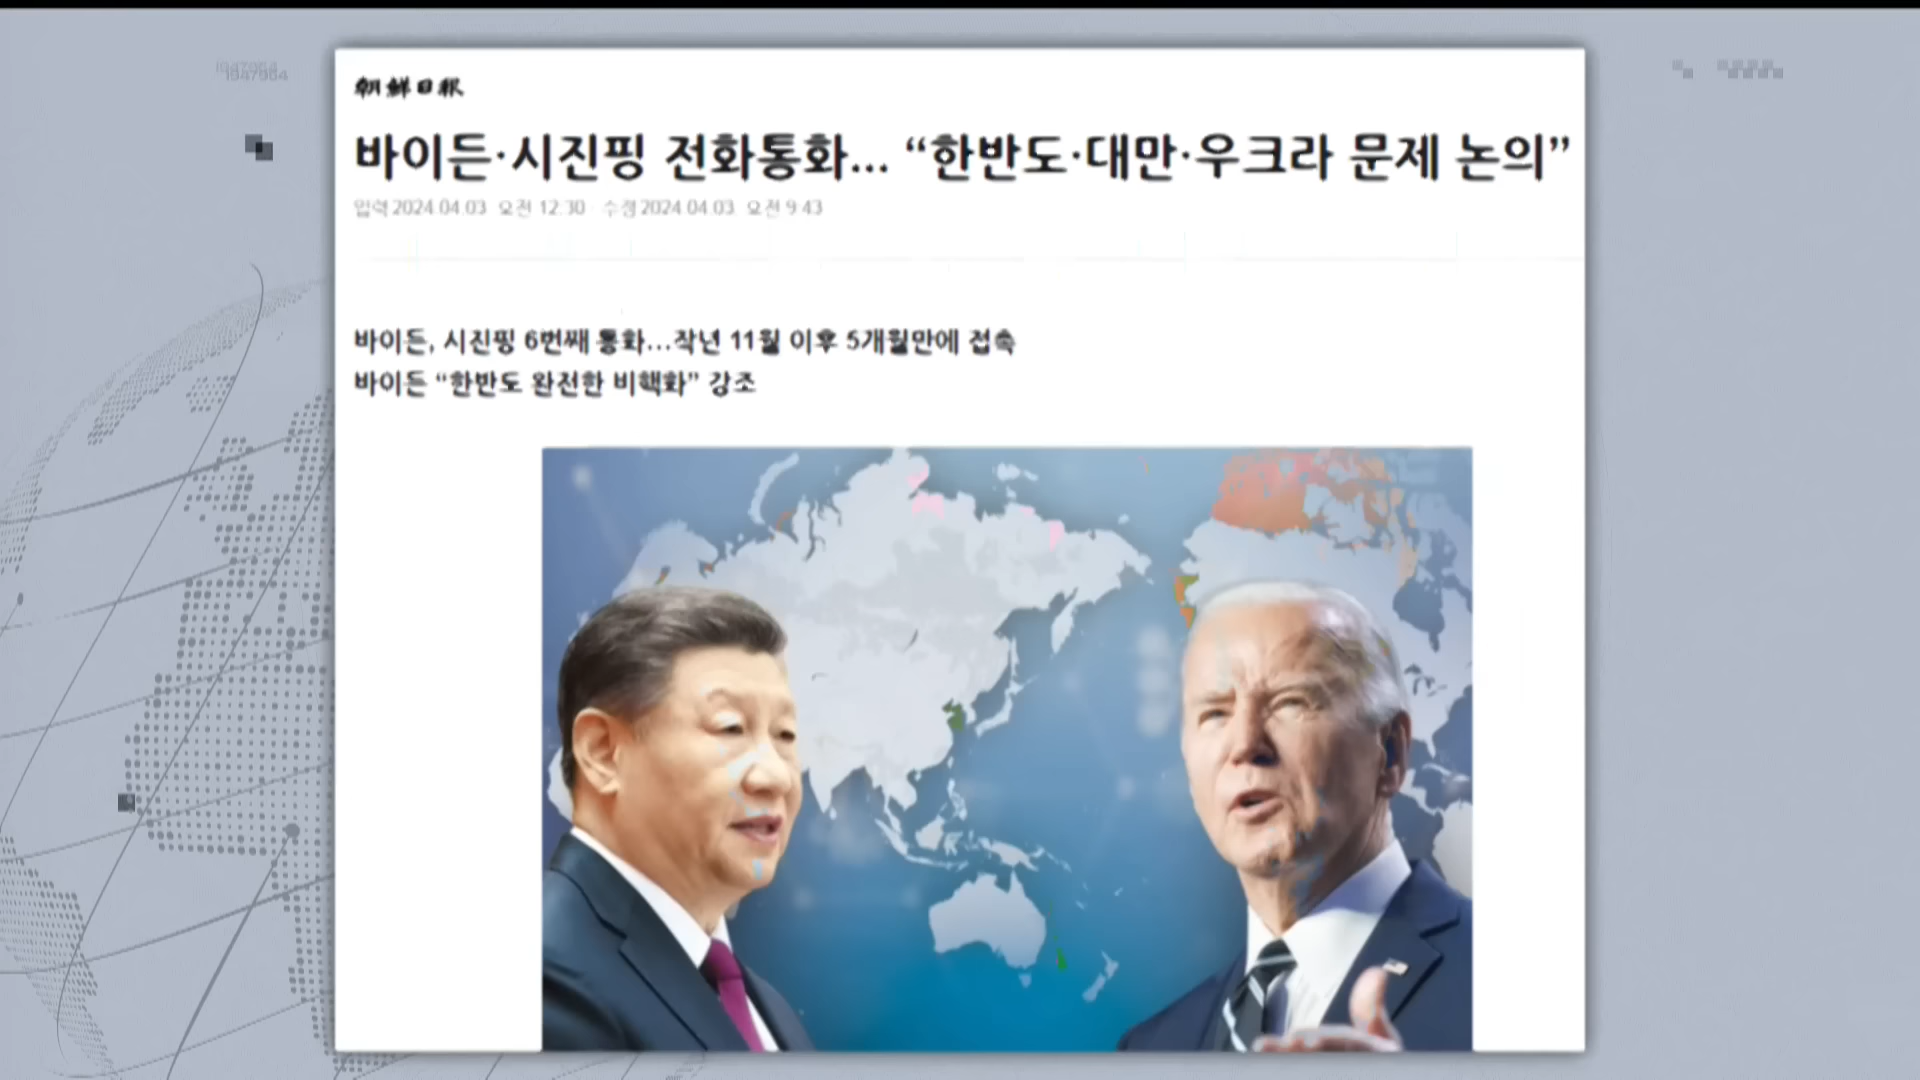 朝鮮日報
바이든·시진핑 전화통화... “한반도·대만·우크라 문제 논의”
입력 2024.04.03. 오전 12:30 수정 2024.04.03. 오전 9:43
바이든, 시진핑 6번째 통화…작년 11월 이후 5개월만에 접촉
바이든 “한반도 완전한 비핵화” 강조